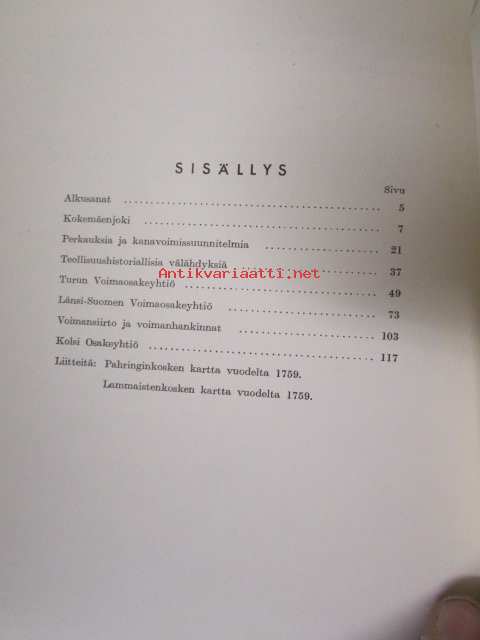 SISÄLLYS
Sivu
Alkusanat 5
Kokemäenjoki 7
Perkauksia ja kanavoimissuunnitelmia 21
Teollisuushistoriallisia välähdyksiä 37
Antikvariaatti.net
Turun Voimaosakeyhtiö 49
Länsi-Suomen Voimaosakeyhtiö 73
Voimansiirto ja voimanhankinnat 103
Kolsi Osakeyhtiö 117
Liitteitä: Pahringinkosken kartta vuodelta 1759.
Lammaistenkosken kartta vuodelta 1759.